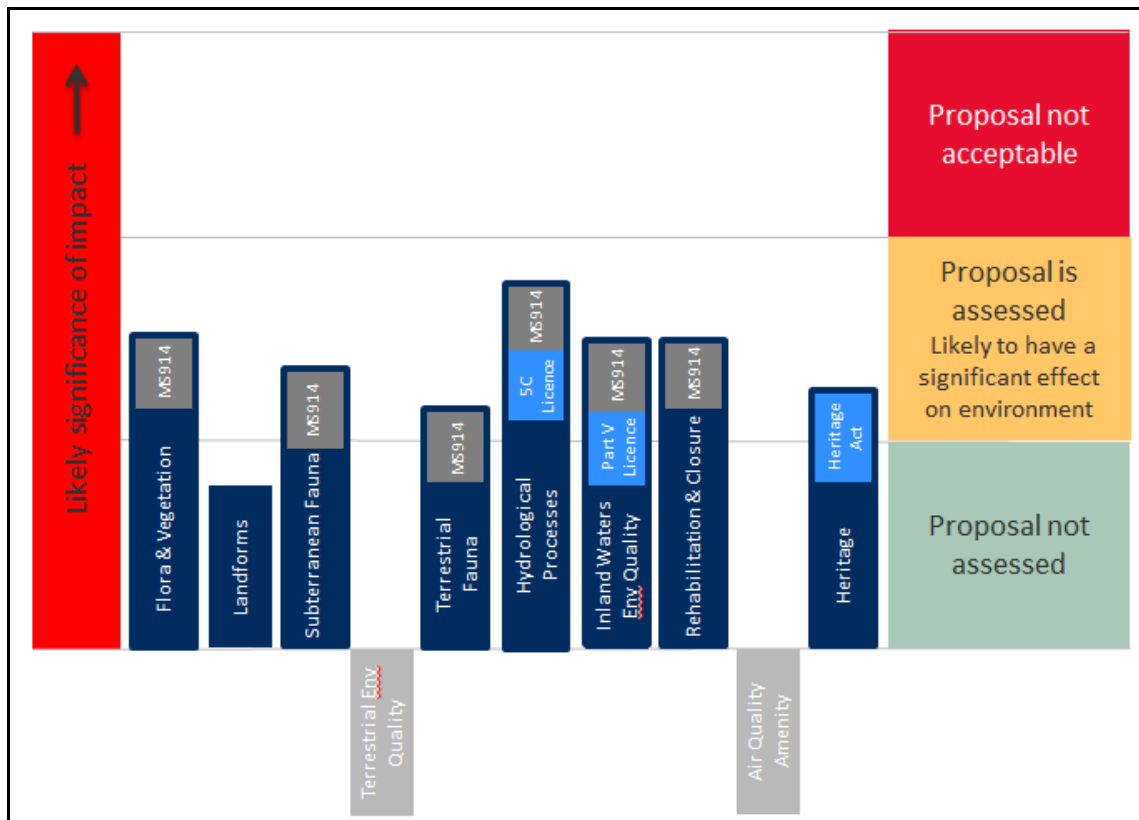 Likely significance of impact
MS914
Flora & Vegetation
Landforms
MS914
Subterranean Fauna
Terrestrial Env
Quality
MS914
Terrestrial
Fauna
MS914
5C
Licence
Hydrological
Processes
MS914
Part V
Licence
Inland Waters
Env Quality
MS914
Rehabilitation & Closure
Air Quality
Amenity
Heritage
Act
Heritage
Proposal not
acceptable
Proposal is
assessed
Likely to have a
significant effect
on environment
Proposal not
assessed